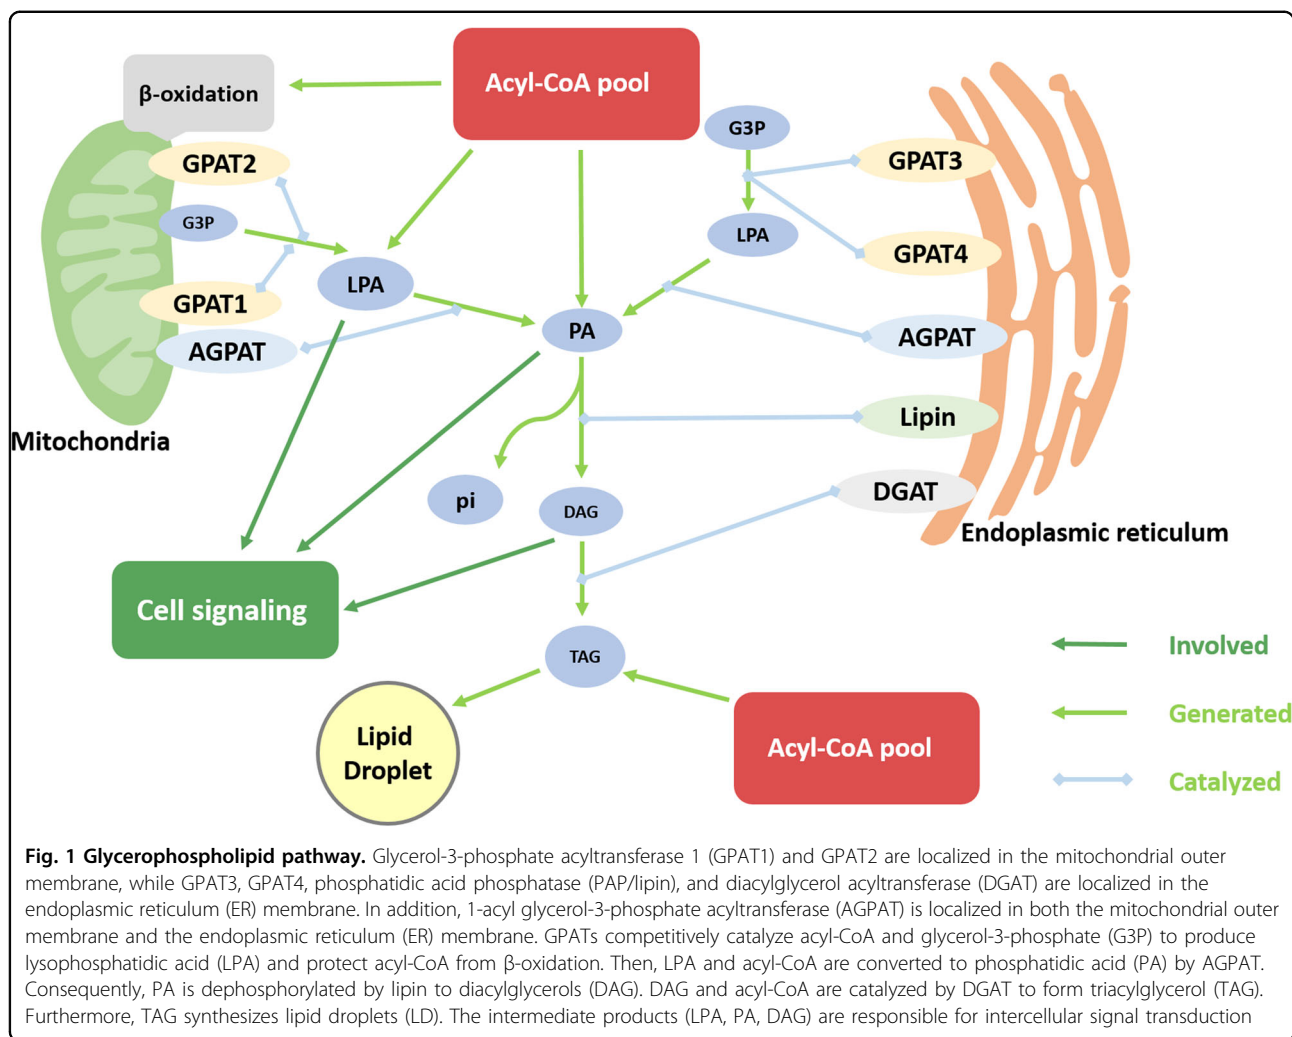 Acyl-CoA pool
β-oxidation
G3P
GPAT2
GPAT3
G3P
LPA
GPAT4
LPA
GPAT1
PA
AGPAT
AGPAT
Mitochondria
Lipin
pi
DAG
DGAT
Endoplasmic reticulum
Cell signaling
TAG
Involved
Generated
Catalyzed
Lipid
Droplet
Acyl-CoA pool
Fig. 1 Glycerophospholipid pathway. Glycerol-3-phosphate acyltransferase 1 (GPAT1) and GPAT2 are localized in the mitochondrial outer
membrane, while GPAT3, GPAT4, phosphatidic acid phosphatase (PAP/lipin), and diacylglycerol acyltransferase (DGAT) are localized in the
endoplasmic reticulum (ER) membrane. In addition, 1-acyl glycerol-3-phosphate acyltransferase (AGPAT) is localized in both the mitochondrial outer
membrane and the endoplasmic reticulum (ER) membrane. GPATs competitively catalyze acyl-CoA and glycerol-3-phosphate (G3P) to produce
lysophosphatidic acid (LPA) and protect acyl-CoA from β-oxidation. Then, LPA and acyl-CoA are converted to phosphatidic acid (PA) by AGPAT.
Consequently, PA is dephosphorylated by lipin to diacylglycerols (DAG). DAG and acyl-CoA are catalyzed by DGAT to form triacylglycerol (TAG).
Furthermore, TAG synthesizes lipid droplets (LD). The intermediate products (LPA, PA, DAG) are responsible for intercellular signal transduction